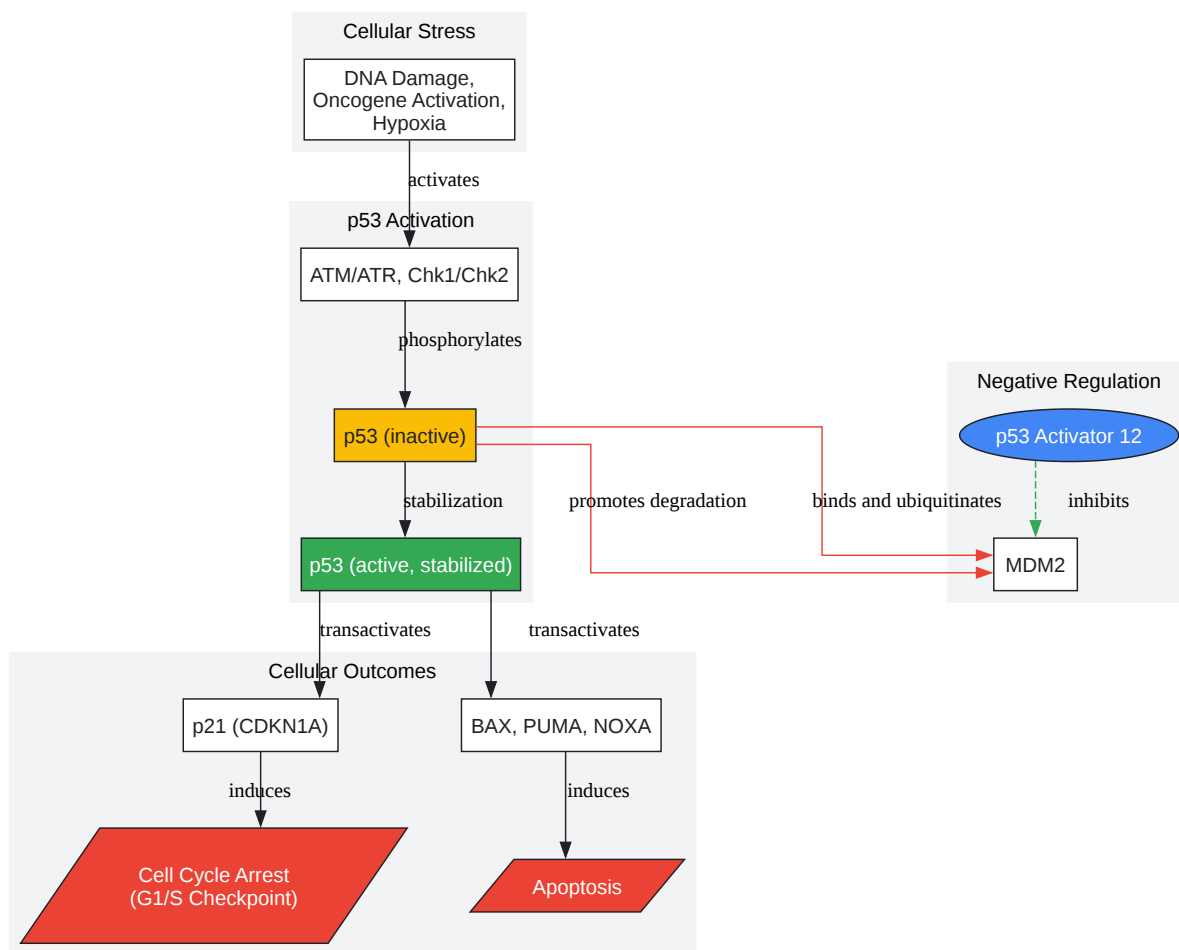 Cellular Stress
DNA Damage,
Oncogene Activation,
Hypoxia
activates
p53 Activation
ATM/ATR, Chk1/Chk2
phosphorylates
Negative Regulation
p53 (inactive)
p53 Activator 12
stabilization
promotes degradation
binds and ubiquitinates
inhibits
p53 (active, stabilized)
MDM2
transactivates
transactivates
Cellular Outcomes
p21 (CDKN1A)
BAX, PUMA, NOXA
induces
induces
Cell Cycle Arrest
(G1/S Checkpoint)
Apoptosis